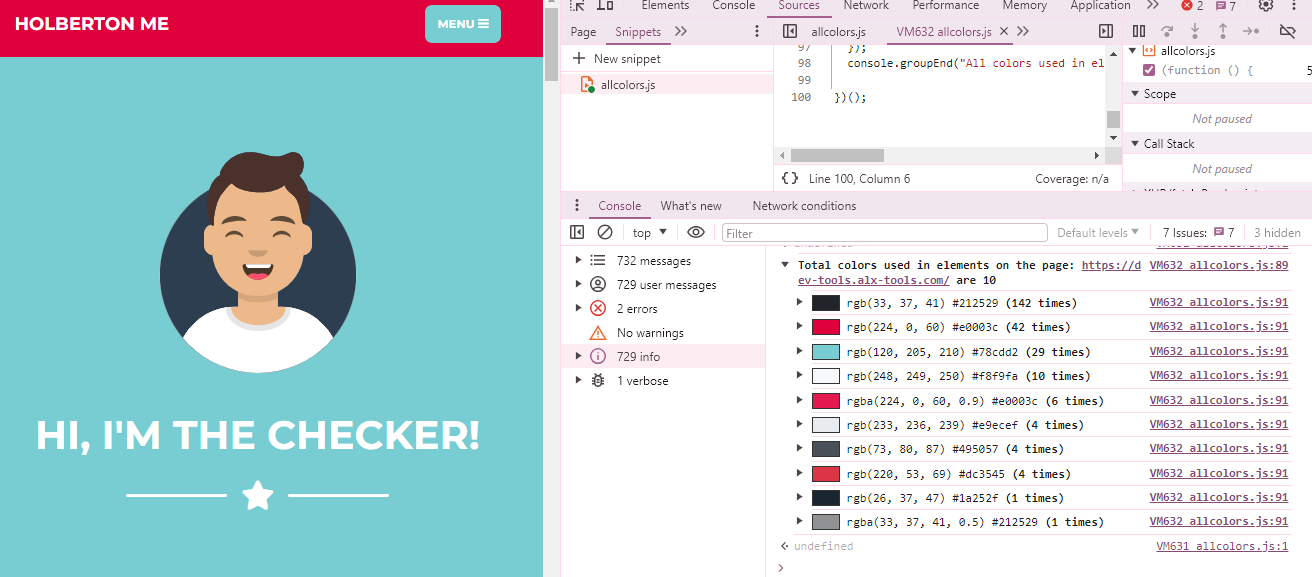 HOLBERTON ME
MENU
HI, I'M THE CHECKER!
Elements Console Sources Network Performance Memory Application 2 7
Page Snippets
New snippet
allcolors.js
allcolors.js VM632 allcolors.js
97 });
98 console.groupEnd("All colors used in el
99
100 })();
{} Line 100, Column 6 Coverage: n/a
allcolors.js
(function () { 5
Scope
Not paused
Call Stack
Not paused
Console What's new Network conditions
top Filter Default levels 7 Issues: 7 3 hidden
732 messages
729 user messages
2 errors
No warnings
729 info
1 verbose
Total colors used in elements on the page: https://d VM632 allcolors.js:89
ev-tools.alx-tools.com/ are 10
rgb(33, 37, 41) #212529 (142 times) VM632 allcolors.js:91
rgb(224, 0, 60) #e0003c (42 times) VM632 allcolors.js:91
rgb(120, 205, 210) #78cdd2 (29 times) VM632 allcolors.js:91
rgb(248, 249, 250) #f8f9fa (10 times) VM632 allcolors.js:91
rgba(224, 0, 60, 0.9) #e0003c (6 times) VM632 allcolors.js:91
rgb(233, 236, 239) #e9ecef (4 times) VM632 allcolors.js:91
rgb(73, 80, 87) #495057 (4 times) VM632 allcolors.js:91
rgb(220, 53, 69) #dc3545 (4 times) VM632 allcolors.js:91
rgb(26, 37, 47) #1a252f (1 times) VM632 allcolors.js:91
rgba(33, 37, 41, 0.5) #212529 (1 times) VM632 allcolors.js:91
undefined VM631 allcolors.js:1